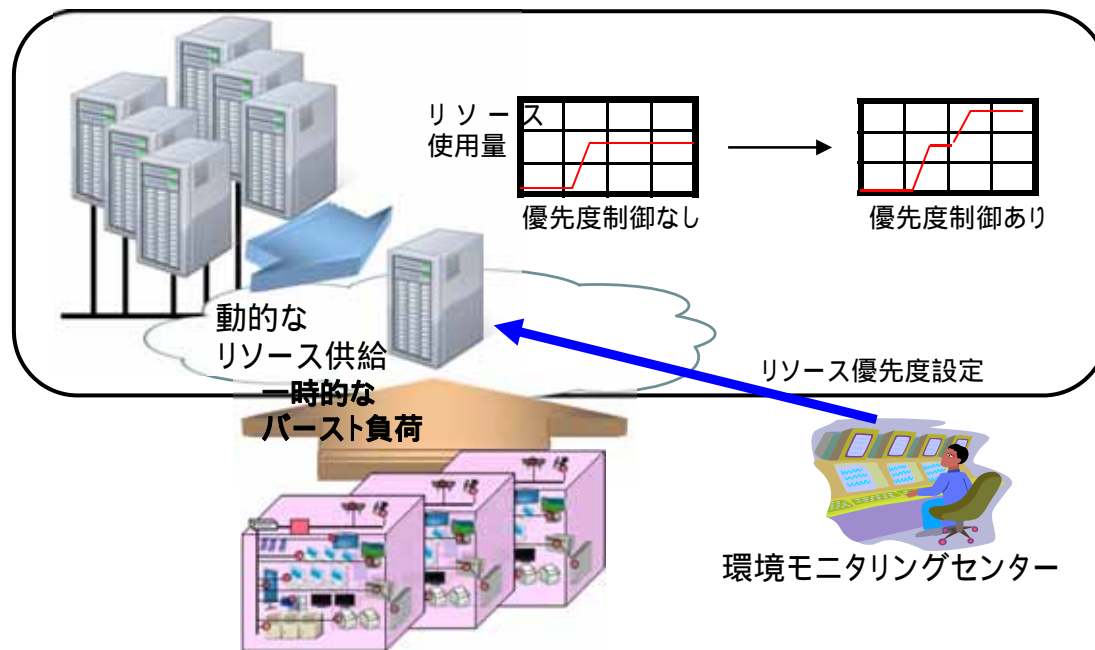 リソース
使用量
優先度制御なし
優先度制御あり
動的な
リソース供給
一時的な
バースト負荷
リソース優先度設定
環境モニタリングセンター